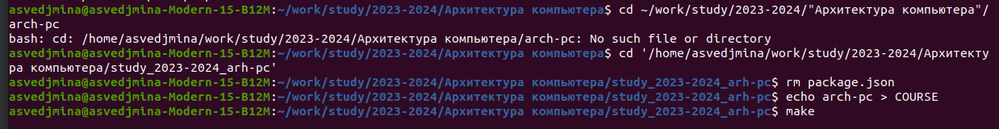 asvedjmina@asvedjmina-Modern-15-B12M:~/work/study/2023-2024/Архитектура компьютера$ cd ~/work/study/2023-2024/"Архитектура компьютера"/
arch-pc
bash: cd: /home/asvedjmina/work/study/2023-2024/Архитектура компьютера/arch-pc: No such file or directory
asvedjmina@asvedjmina-Modern-15-B12M:~/work/study/2023-2024/Архитектура компьютера$ cd '/home/asvedjmina/work/study/2023-2024/Архитекту
ра компьютера/study_2023-2024_arh-pc'
asvedjmina@asvedjmina-Modern-15-B12M:~/work/study/2023-2024/Архитектура компьютера/study_2023-2024_arh-pc$ rm package.json
asvedjmina@asvedjmina-Modern-15-B12M:~/work/study/2023-2024/Архитектура компьютера/study_2023-2024_arh-pc$ echo arch-pc > COURSE
asvedjmina@asvedjmina-Modern-15-B12M:~/work/study/2023-2024/Архитектура компьютера/study_2023-2024_arh-pc$ make